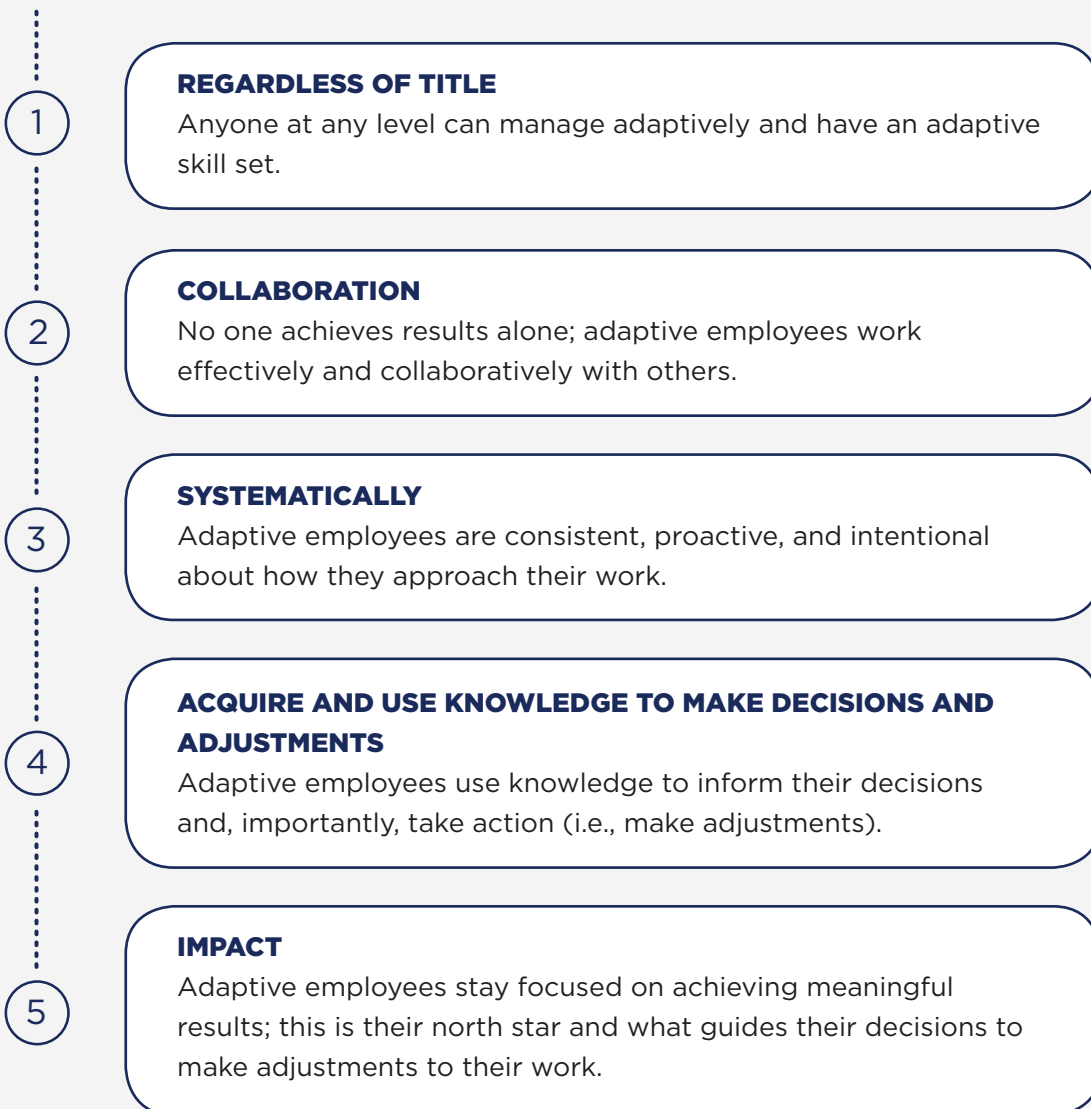 1
REGARDLESS OF TITLE
Anyone at any level can manage adaptively and have an adaptive
skill set.
2
COLLABORATION
No one achieves results alone; adaptive employees work
effectively and collaboratively with others.
3
SYSTEMATICALLY
Adaptive employees are consistent, proactive, and intentional
about how they approach their work.
4
ACQUIRE AND USE KNOWLEDGE TO MAKE DECISIONS AND
ADJUSTMENTS
Adaptive employees use knowledge to inform their decisions
and, importantly, take action (i.e., make adjustments).
5
IMPACT
Adaptive employees stay focused on achieving meaningful
results; this is their north star and what guides their decisions to
make adjustments to their work.